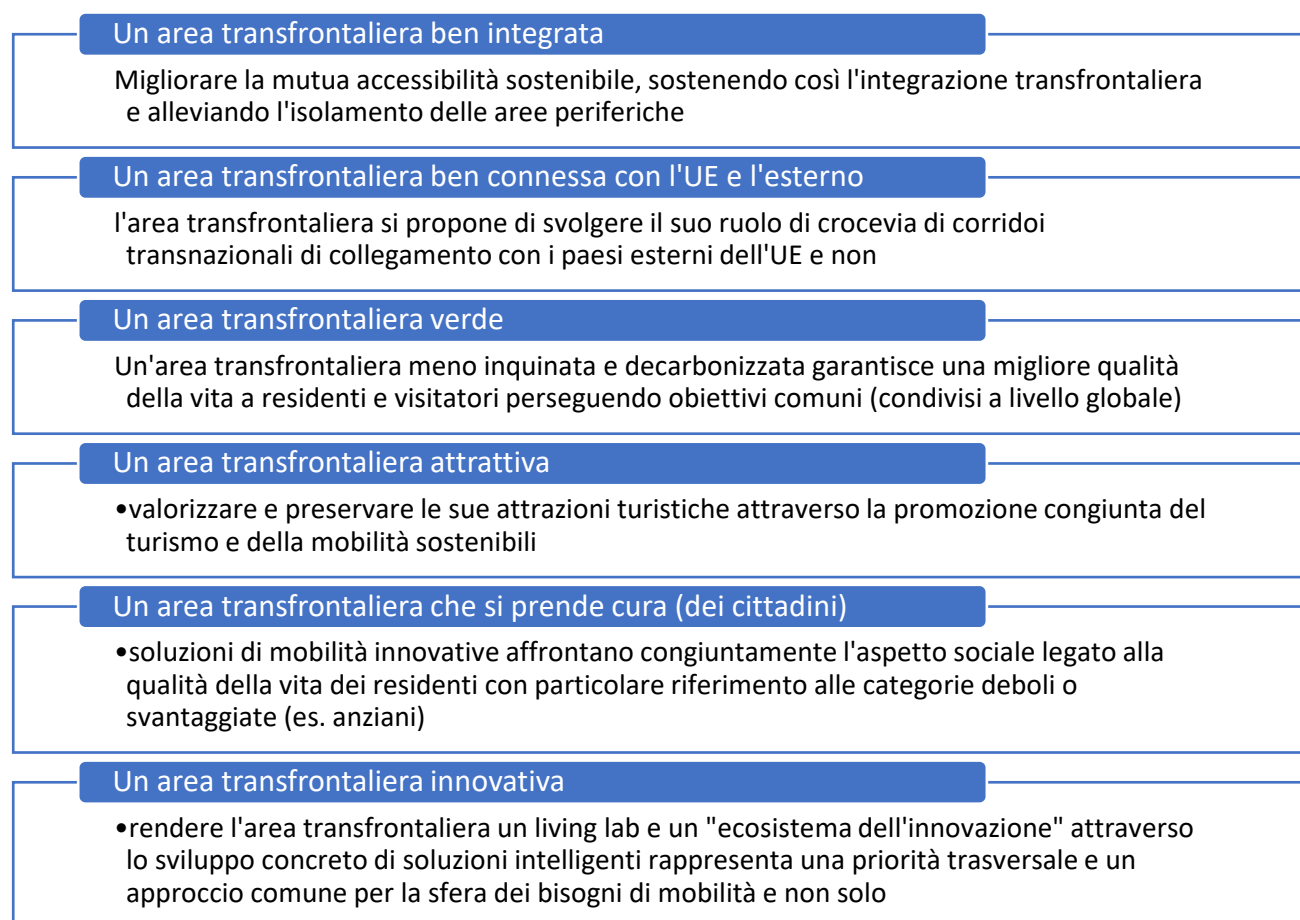 Un area transfrontaliera ben integrata
Migliorare la mutua accessibilità sostenibile, sostenendo così l'integrazione transfrontaliera
e alleviando l'isolamento delle aree periferiche
Un area transfrontaliera ben connessa con l'UE e l'esterno
l'area transfrontaliera si propone di svolgere il suo ruolo di crocevia di corridoi
transnazionali di collegamento con i paesi esterni dell'UE e non
Un area transfrontaliera verde
Un'area transfrontaliera meno inquinata e decarbonizzata garantisce una migliore qualità
della vita a residenti e visitatori perseguendo obiettivi comuni (condivisi a livello globale)
Un area transfrontaliera attrattiva
•valorizzare e preservare le sue attrazioni turistiche attraverso la promozione congiunta del
turismo e della mobilità sostenibili
Un area transfrontaliera che si prende cura (dei cittadini)
•soluzioni di mobilità innovative affrontano congiuntamente l'aspetto sociale legato alla
qualità della vita dei residenti con particolare riferimento alle categorie deboli o
svantaggiate (es. anziani)
Un area transfrontaliera innovativa
•rendere l'area transfrontaliera un living lab e un "ecosistema dell'innovazione" attraverso
lo sviluppo concreto di soluzioni intelligenti rappresenta una priorità trasversale e un
approccio comune per la sfera dei bisogni di mobilità e non solo